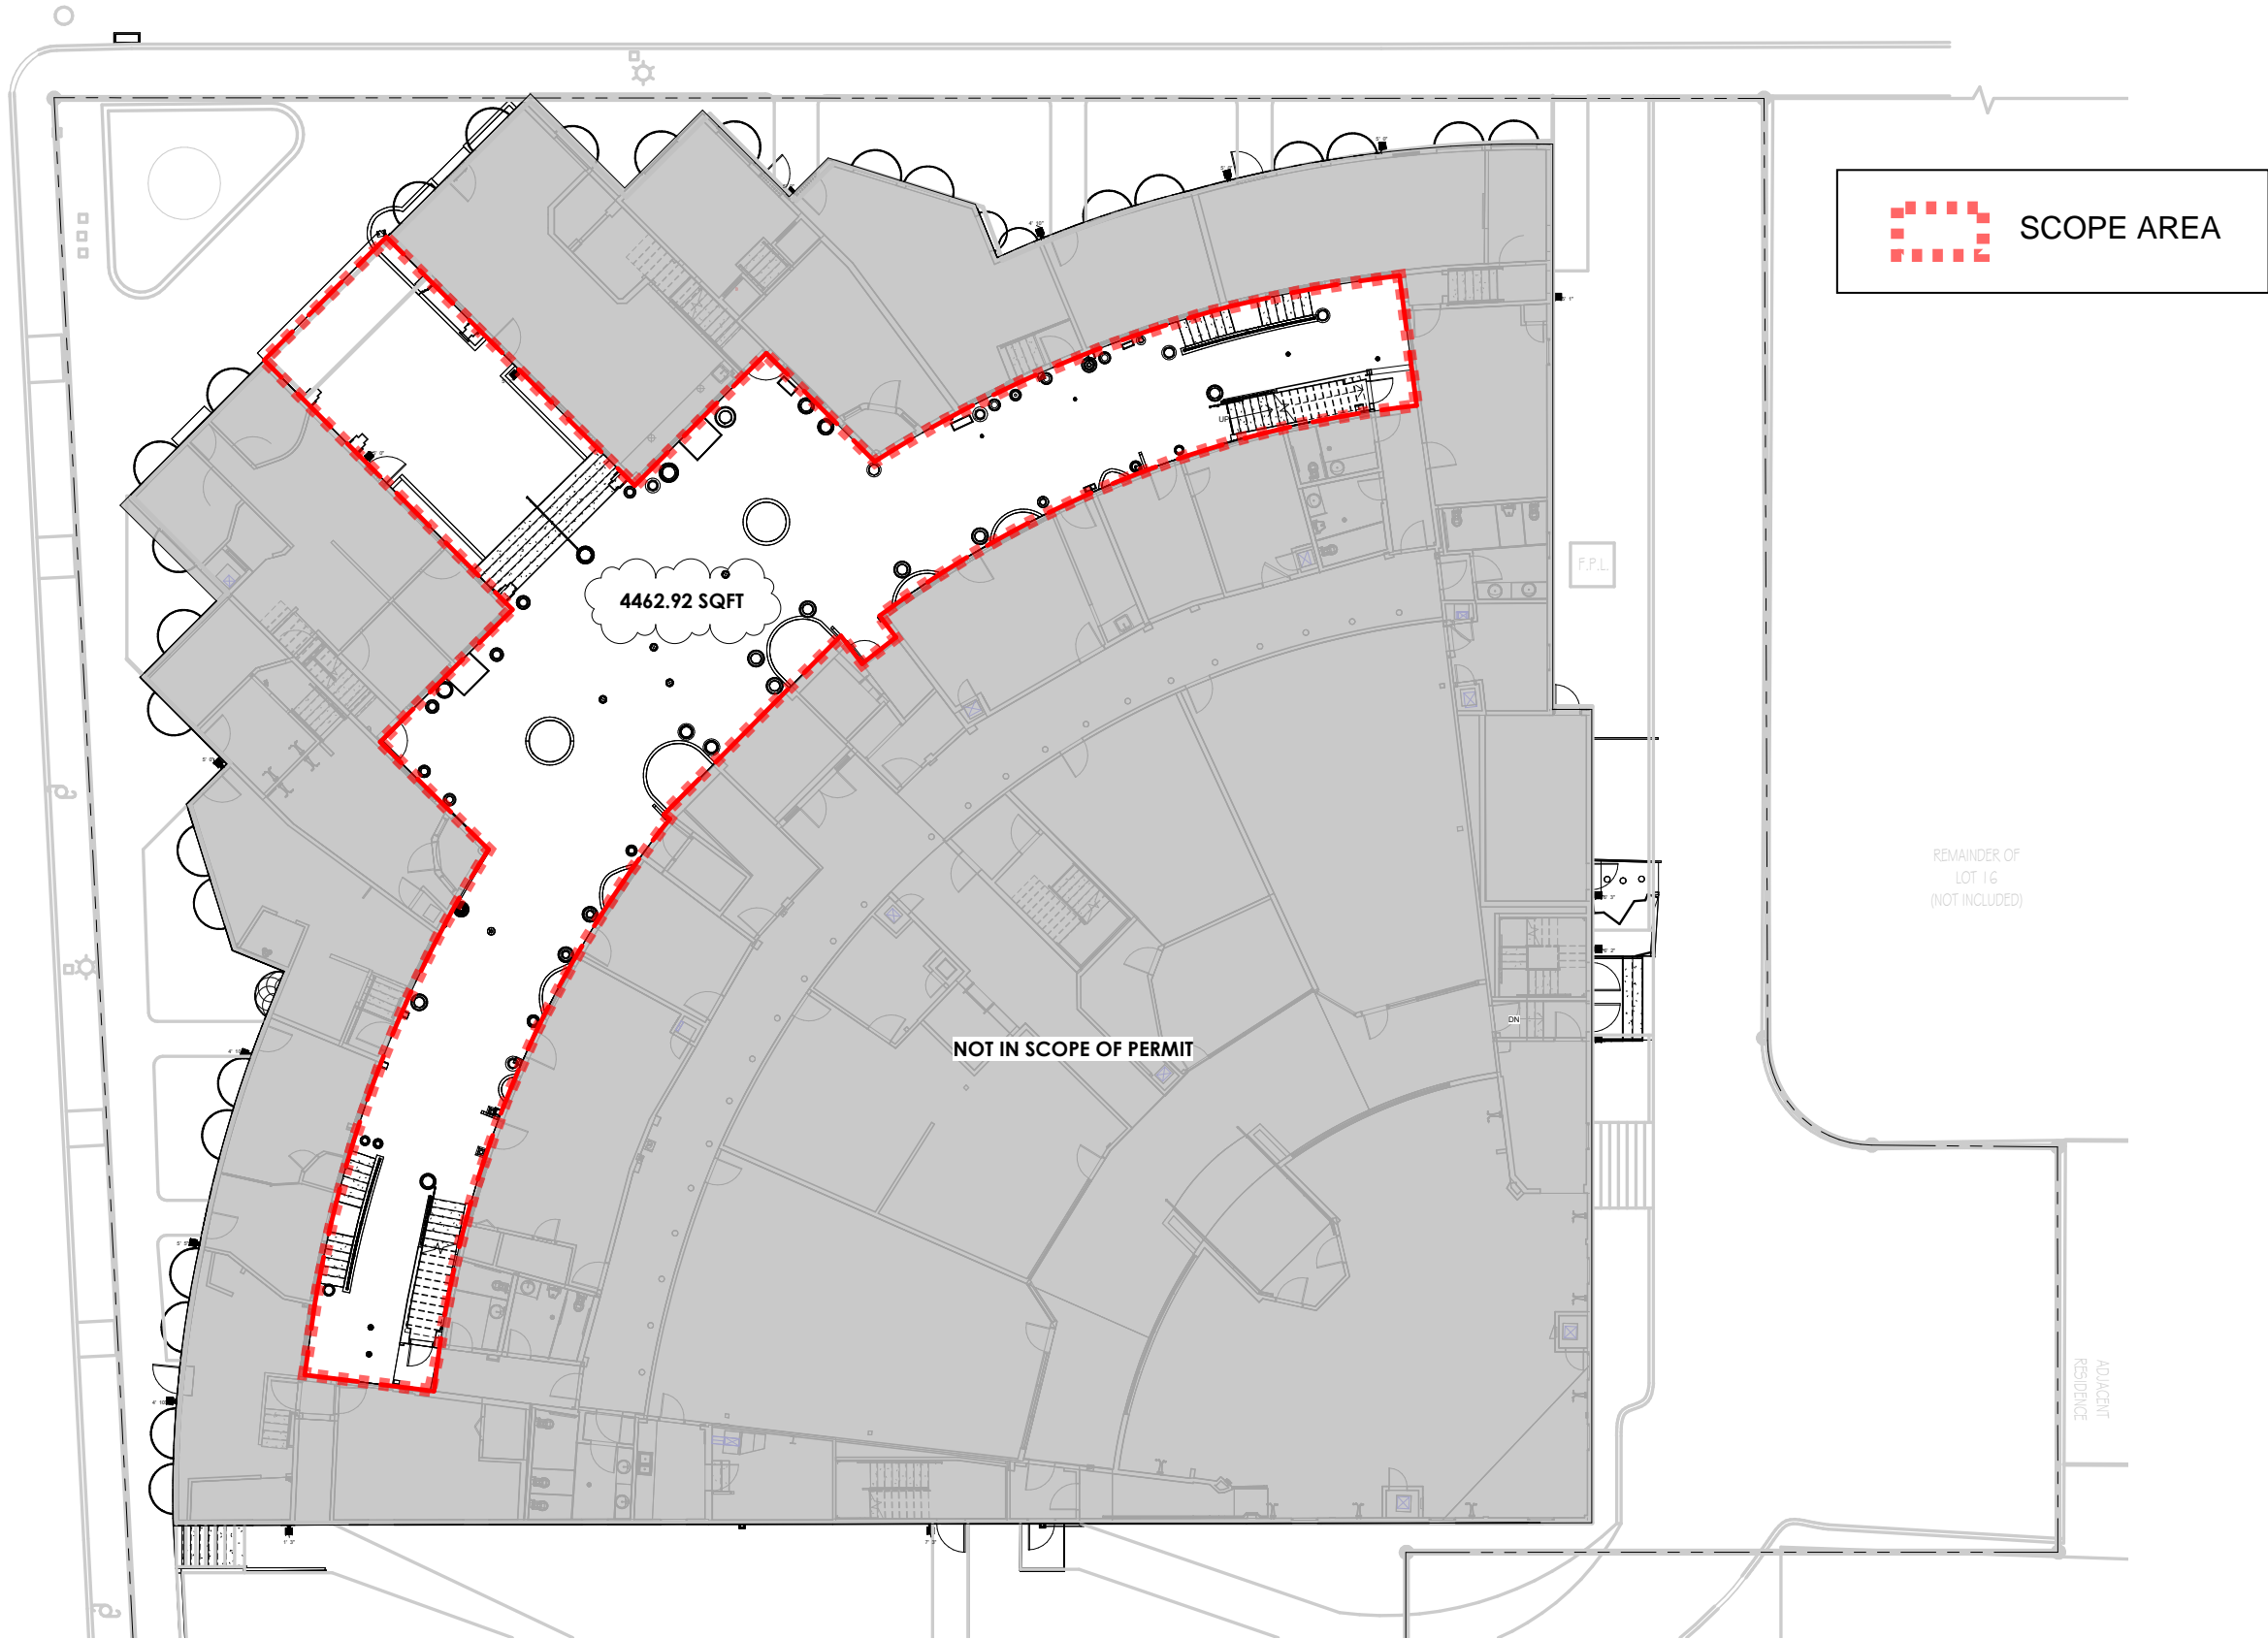 SCOPE AREA
UP
F.P.L.
4462.92 SQFT
REMAINDER OF
LOT 16
(NOT INCLUDED)
DN
NOT IN SCOPE OF PERMIT
ADJACENT
RESIDENCE